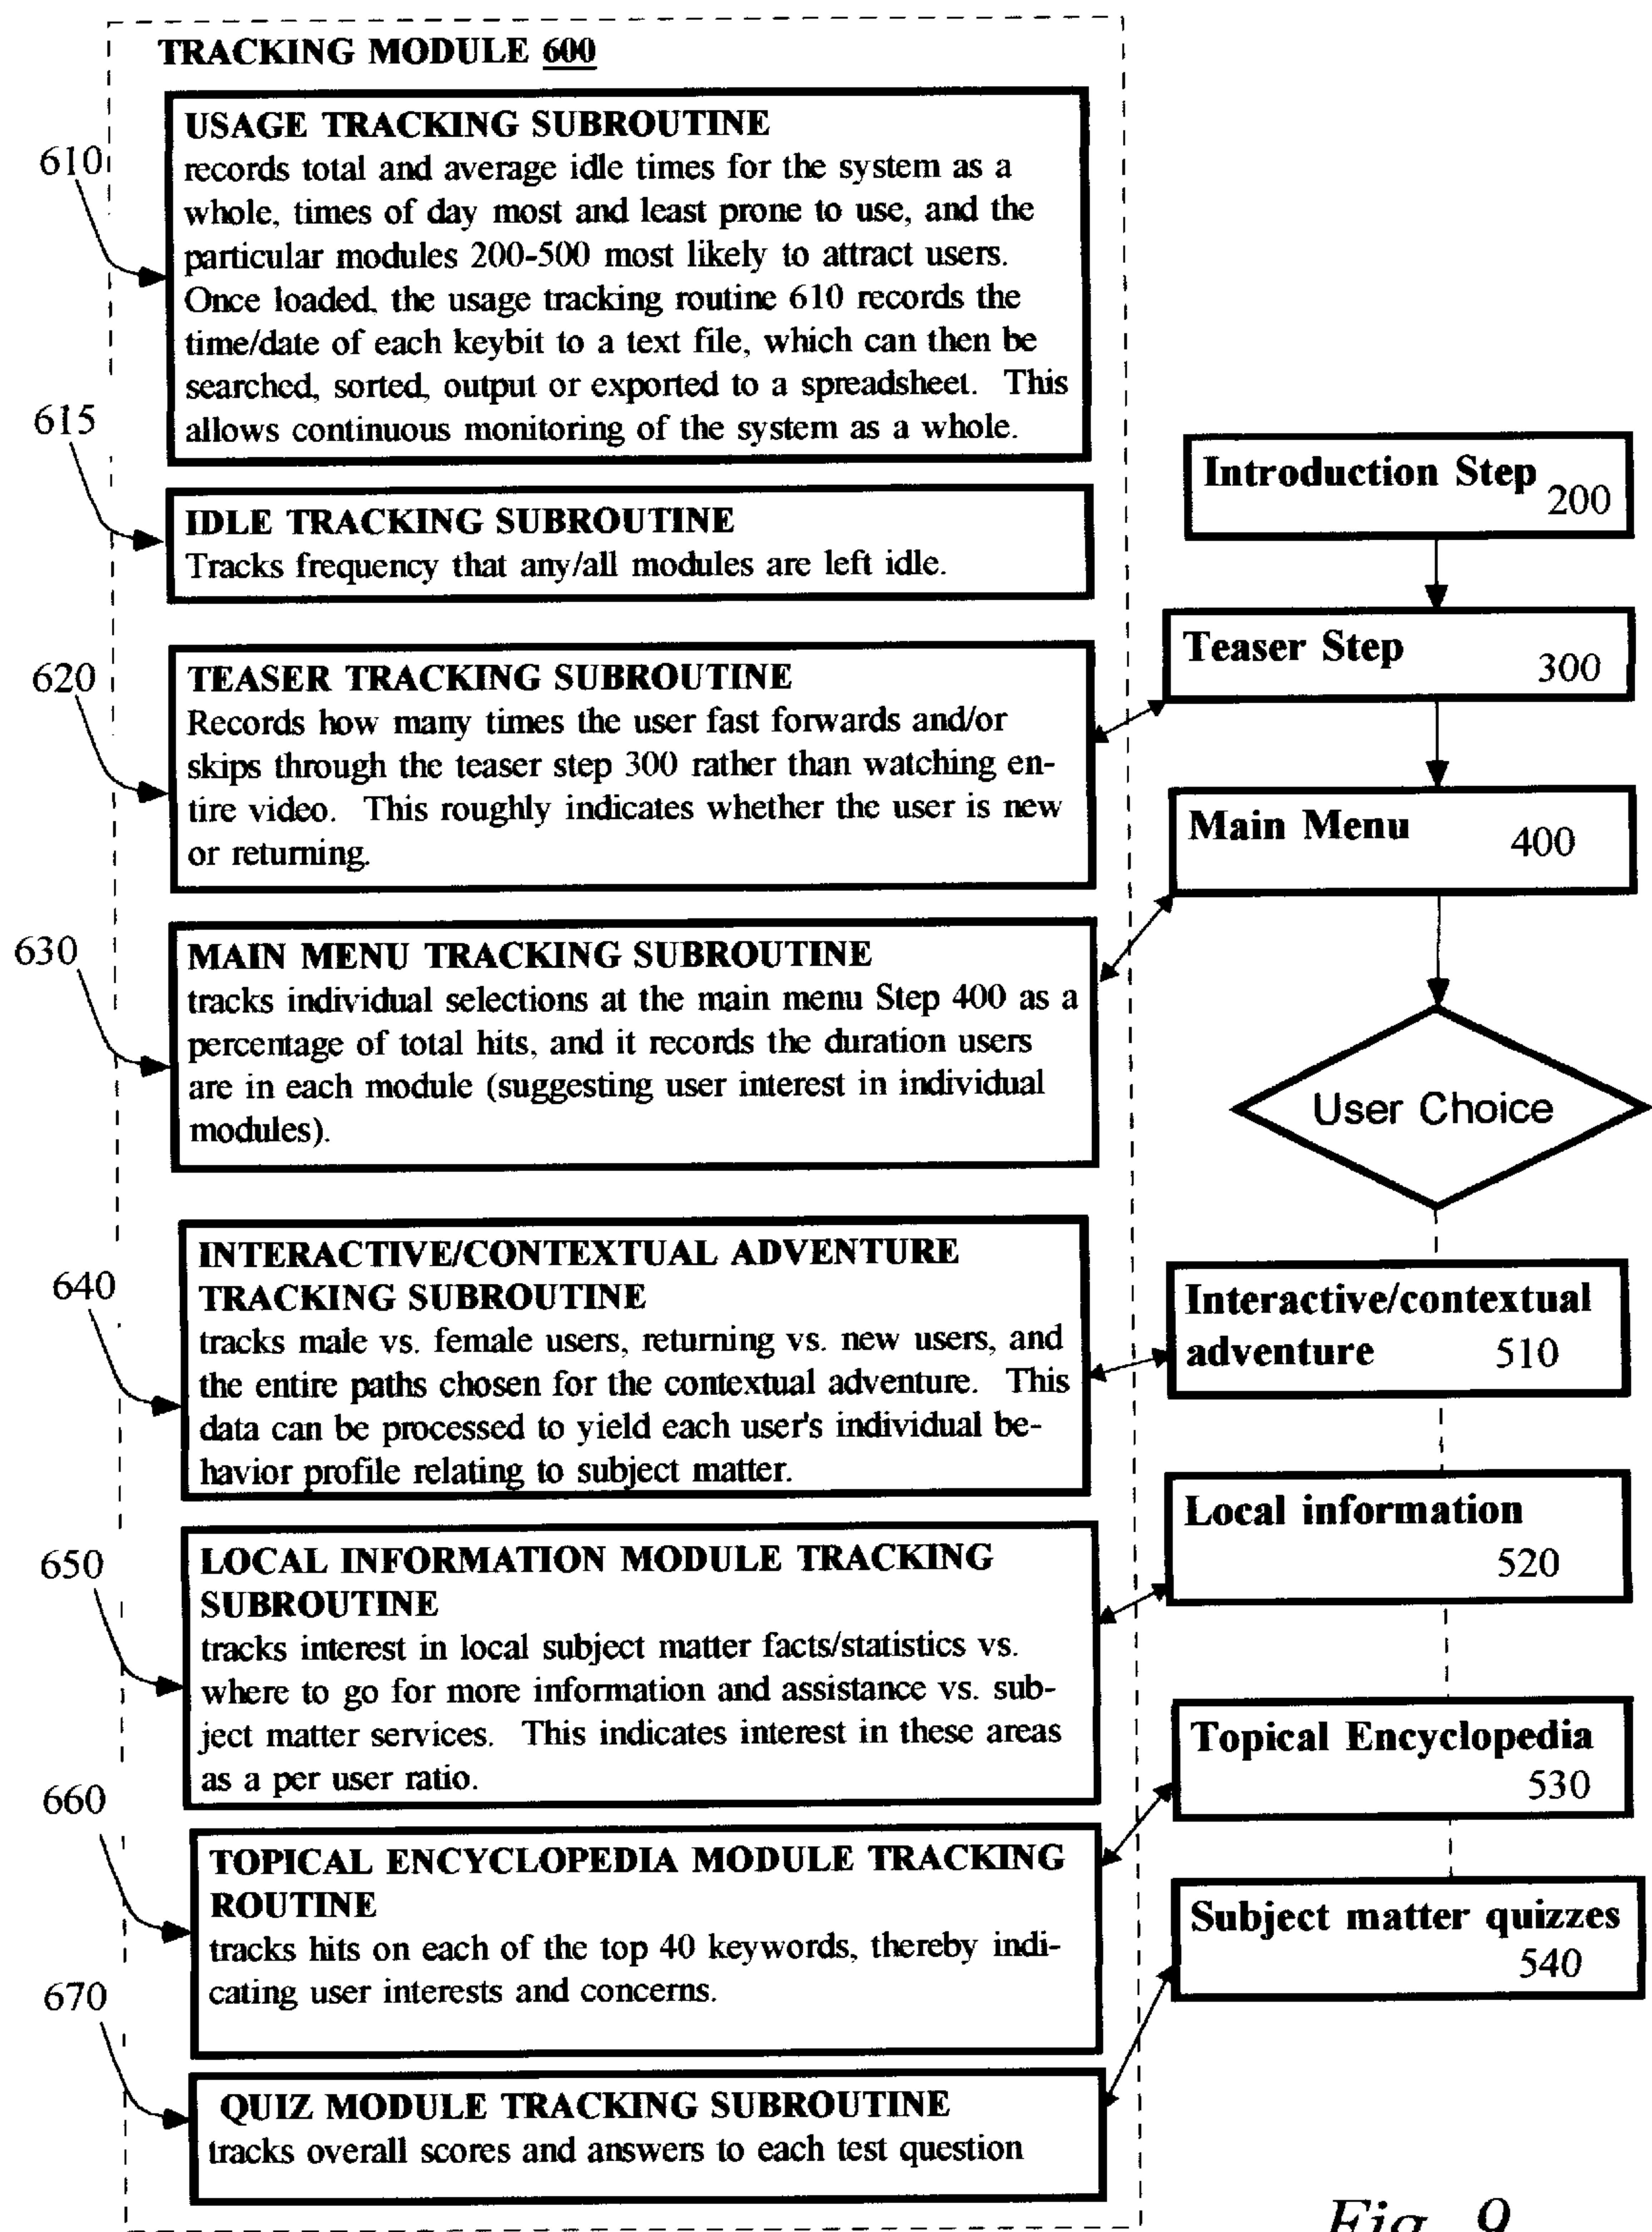 TRACKING MODULE 600
610
USAGE TRACKING SUBROUTINE
records total and average idle times for the system as a
whole, times of day most and least prone to use, and the
particular modules 200-500 most likely to attract users.
Once loaded, the usage tracking routine 610 records the
time/date of each keybit to a text file, which can then be
searched, sorted, output or exported to a spreadsheet. This
allows continuous monitoring of the system as a whole.
615
IDLE TRACKING SUBROUTINE
Tracks frequency that any/all modules are left idle.
620
TEASER TRACKING SUBROUTINE
Records how many times the user fast forwards and/or
skips through the teaser step 300 rather than watching en-
tire video. This roughly indicates whether the user is new
or returning.
630
MAIN MENU TRACKING SUBROUTINE
tracks individual selections at the main menu Step 400 as a
percentage of total hits, and it records the duration users
are in each module (suggesting user interest in individual
modules).
640
INTERACTIVE/CONTEXTUAL ADVENTURE
TRACKING SUBROUTINE
tracks male vs. female users, returning vs. new users, and
the entire paths chosen for the contextual adventure. This
data can be processed to yield each user's individual be-
havior profile relating to subject matter.
650
LOCAL INFORMATION MODULE TRACKING
SUBROUTINE
tracks interest in local subject matter facts/statistics vs.
where to go for more information and assistance vs. sub-
ject matter services. This indicates interest in these areas
as a per user ratio.
660
TOPICAL ENCYCLOPEDIA MODULE TRACKING
ROUTINE
tracks hits on each of the top 40 keywords, thereby indi-
cating user interests and concerns.
670
QUIZ MODULE TRACKING SUBROUTINE
tracks overall scores and answers to each test question
Introduction Step
200
Teaser Step
300
Main Menu
400
User Choice
Interactive/contextual
adventure 510
Local information
520
Topical Encyclopedia
530
Subject matter quizzes
540
Fig. 9